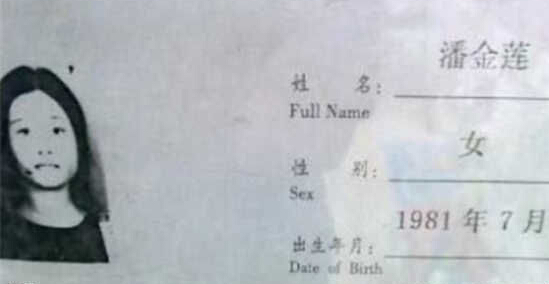 姓 名: 潘金莲
Full Name
性 别: 女
Sex
出生年月: 1981 年 7 月
Date of Birth